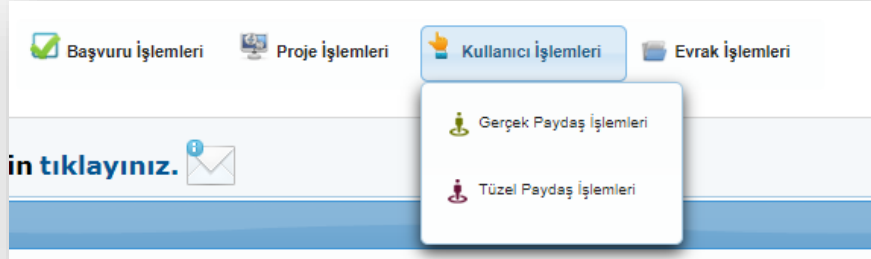 Başvuru İşlemleri Proje İşlemleri Kullanıcı İşlemleri Evrak İşlemleri
Gerçek Paydaş İşlemleri
in tıklayınız.
Tüzel Paydaş İşlemleri